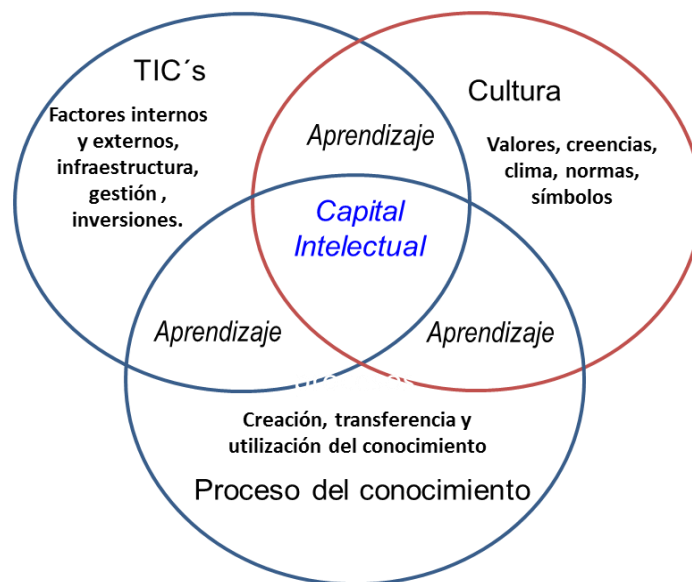 TIC´s
Factores internos
y externos,
infraestructura,
gestión ,
inversiones.
Aprendizaje
Cultura
Valores, creencias,
clima, normas,
símbolos
Capital
Intelectual
Aprendizaje
Aprendizaje
Creación, transferencia y
utilización del conocimiento
Proceso del conocimiento